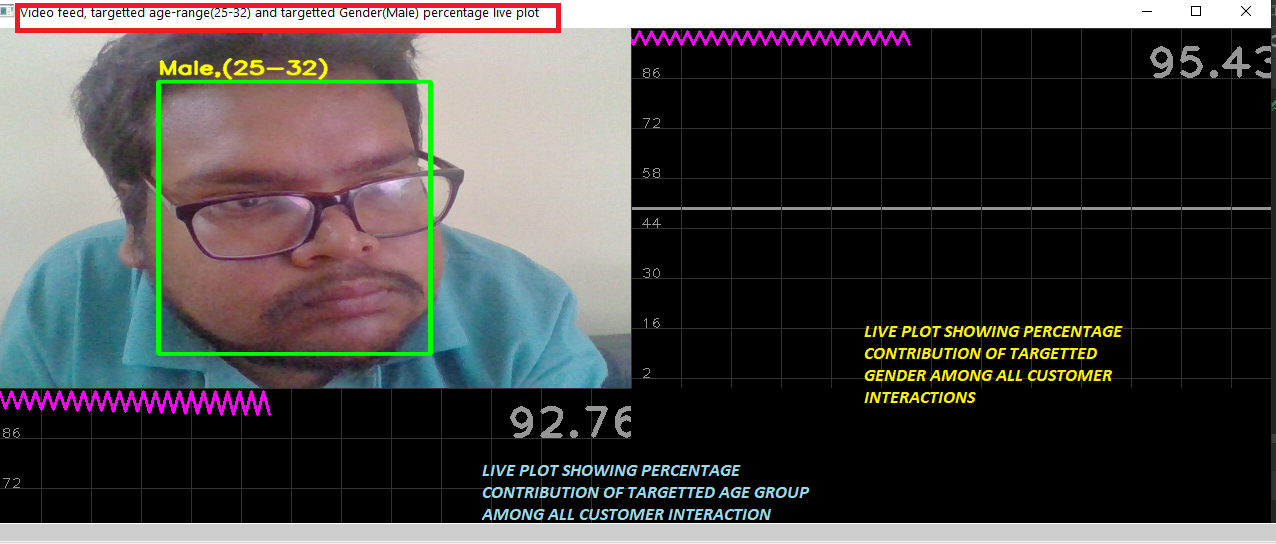 Video feed, targetted age-range(25-32) and targetted Gender(Male) percentage live plot
Male,(25-32)
95.43
86
72
58
44
30
16
2
LIVE PLOT SHOWING PERCENTAGE
CONTRIBUTION OF TARGETTED
GENDER AMONG ALL CUSTOMER
INTERACTIONS
92.76
86
72
LIVE PLOT SHOWING PERCENTAGE
CONTRIBUTION OF TARGETTED AGE GROUP
AMONG ALL CUSTOMER INTERACTION